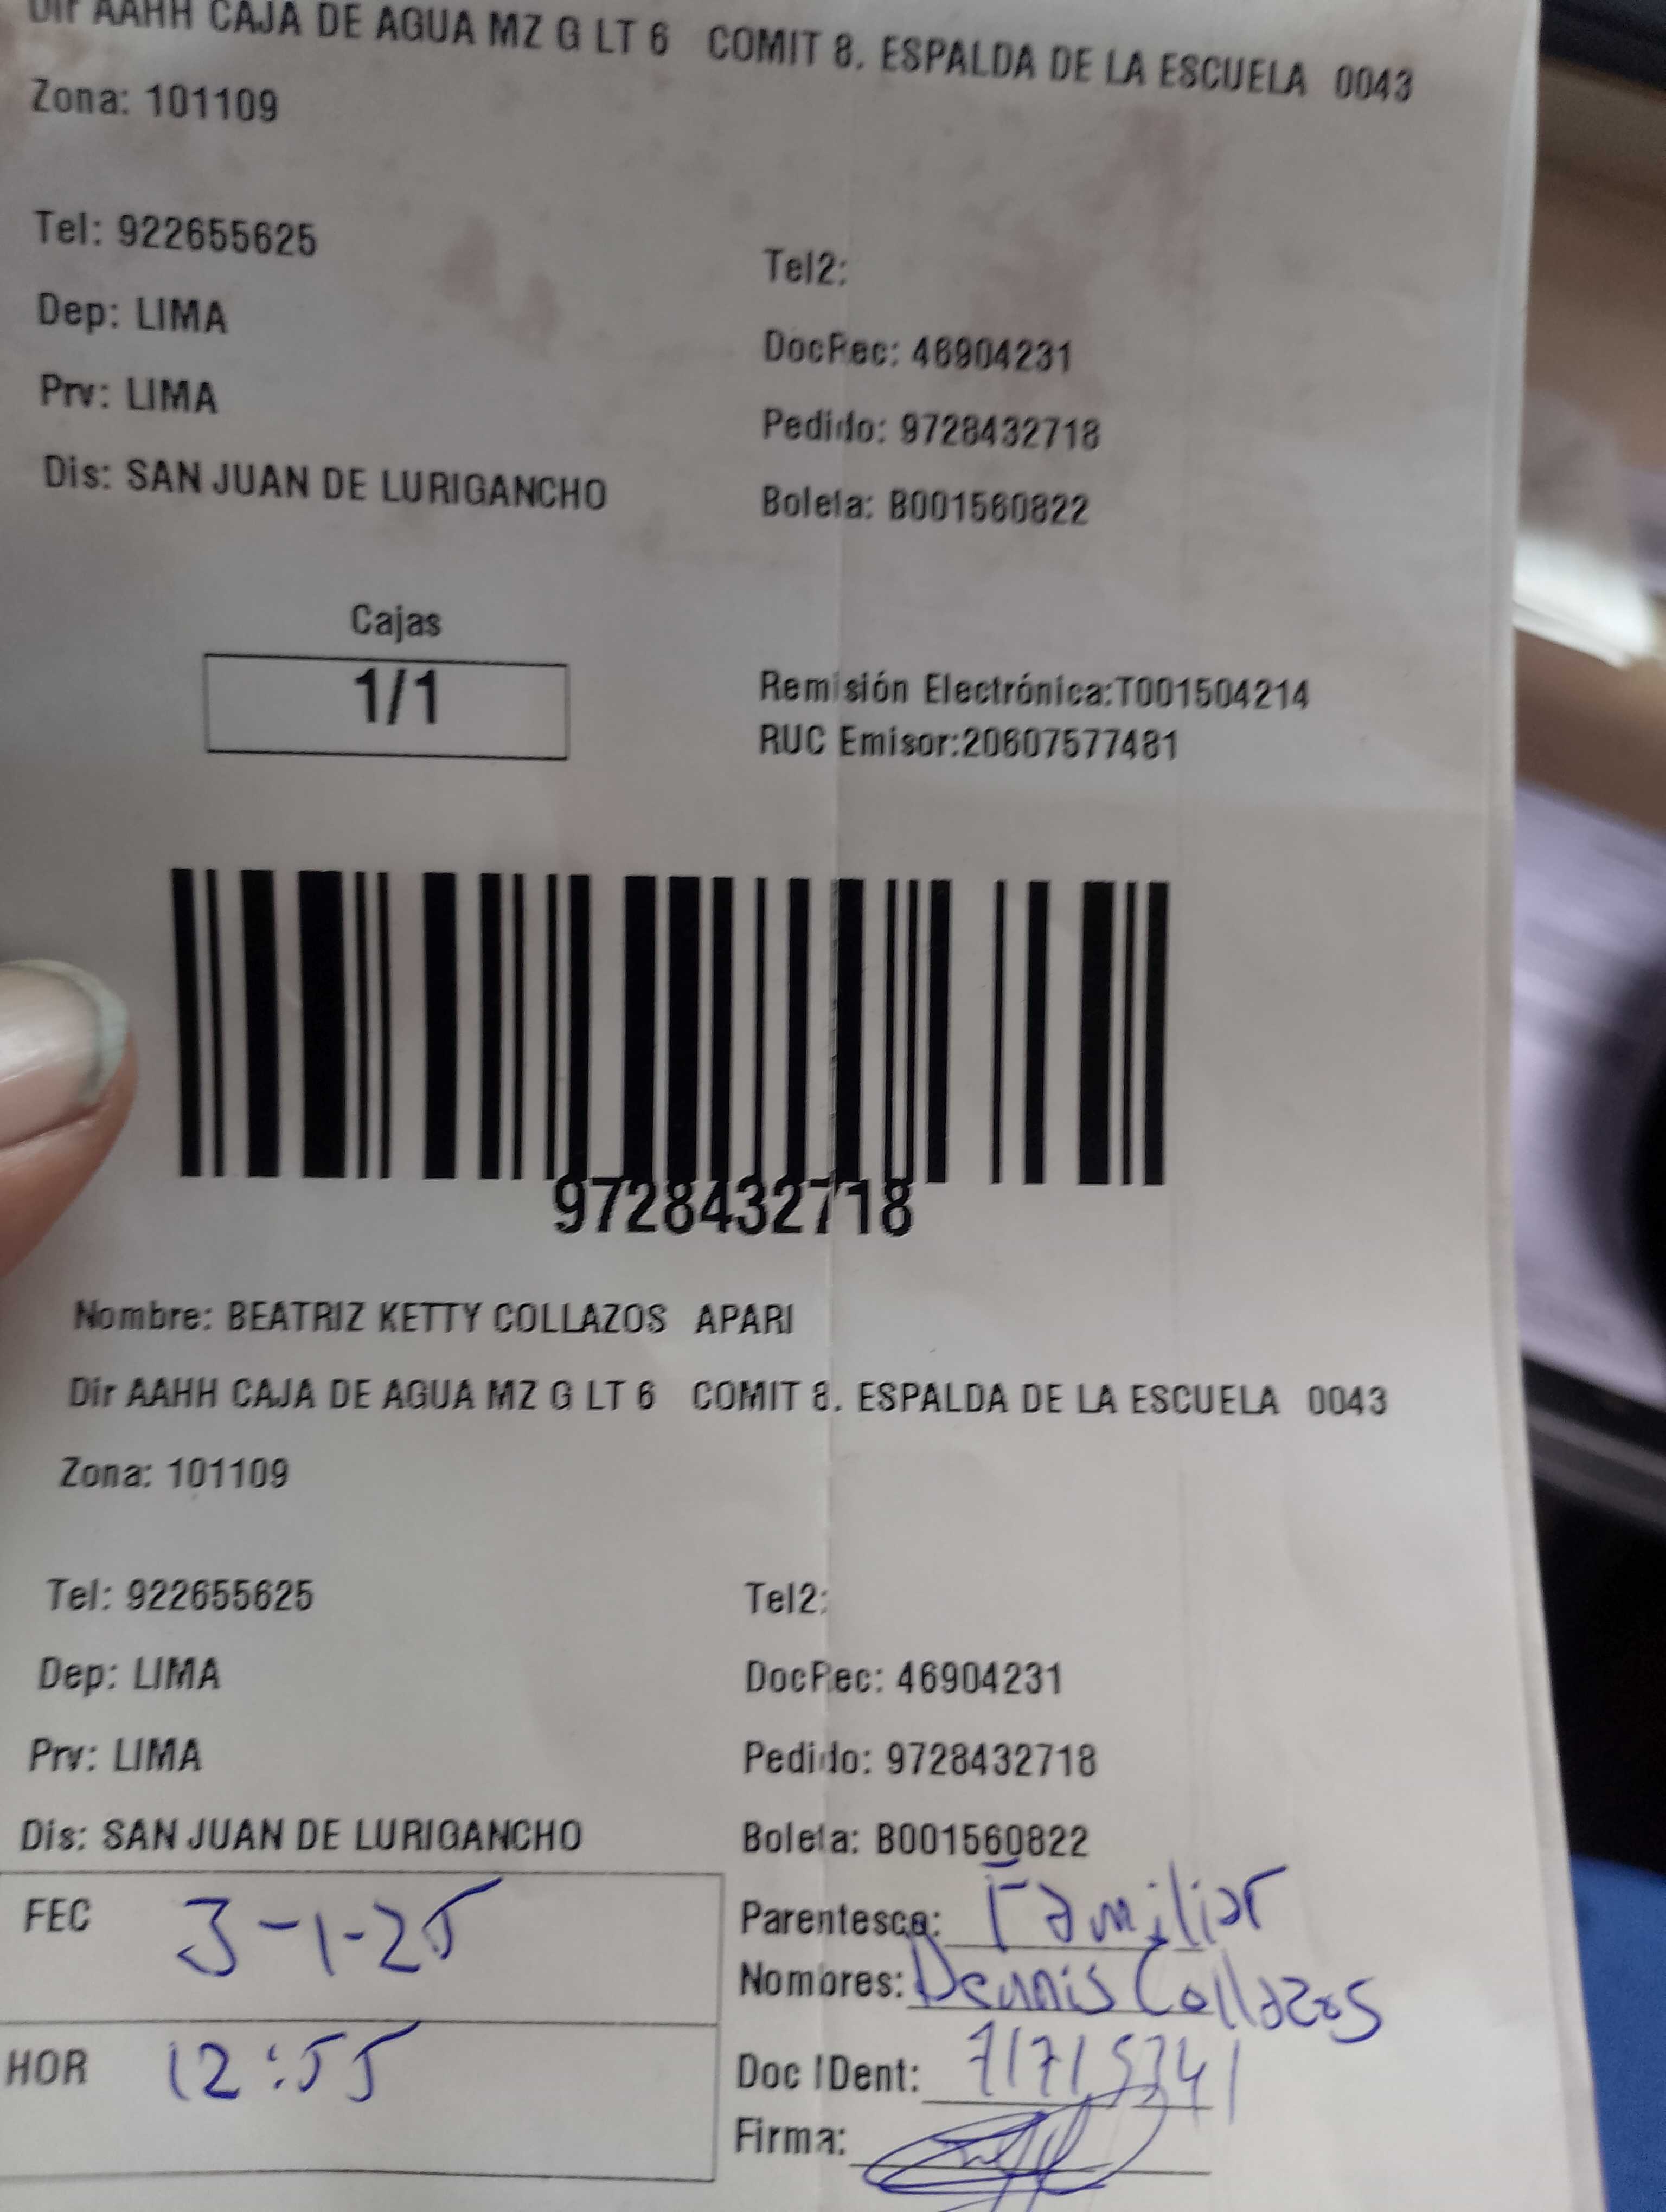 Dir AAHH CAJA DE AGUA MZ G LT 6 COMIT 8. ESPALDA DE LA ESCUELA 0043
Zona: 101109
Tel: 922655625
Tel2:
Dep: LIMA
DocRec: 46904231
Prv: LIMA
Pedido: 9728432718
Dis: SAN JUAN DE LURIGANCHO
Boleta: B001560822
Cajas
1/1
Remisión Electrónica:T001504214
RUC Emisor:20607577481
9728432718
Nombre: BEATRIZ KETTY COLLAZOS APARI
Dir AAHH CAJA DE AGUA MZ G LT 6 COMIT 8. ESPALDA DE LA ESCUELA 0043
Zona: 101109
Tel: 922655625
Tel2:
Dep: LIMA
DocRec: 46904231
Prv: LIMA
Pedido: 9728432718
Dis: SAN JUAN DE LURIGANCHO
Boleta: B001560822
FEC 3-1-25
Parentesco: Familiar
Nombres: Dennis Collazos
HOR 12:55
Doc IDent:
Firma: